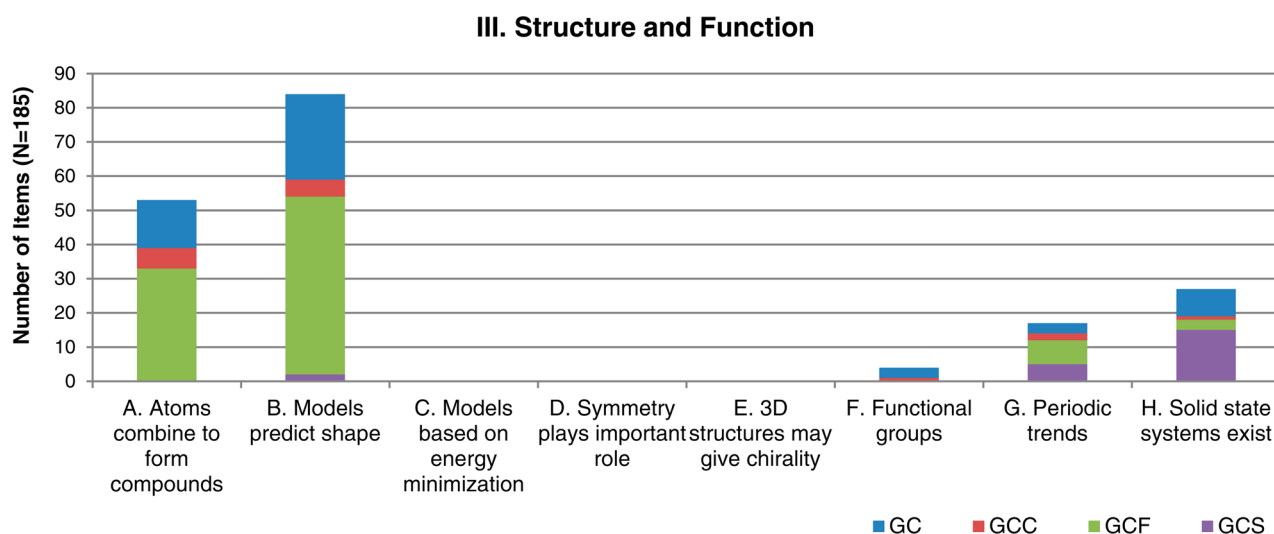 III. Structure and Function
Number of Items (N=185)
90
80
70
60
50
40
30
20
10
0
A. Atoms
combine to
form
compounds
B. Models
predict shape
C. Models
based on
energy
minimization
D. Symmetry
plays important
role
E. 3D
structures may
give chirality
F. Functional
groups
G. Periodic
trends
H. Solid state
systems exist
GC
GCC
GCF
GCS